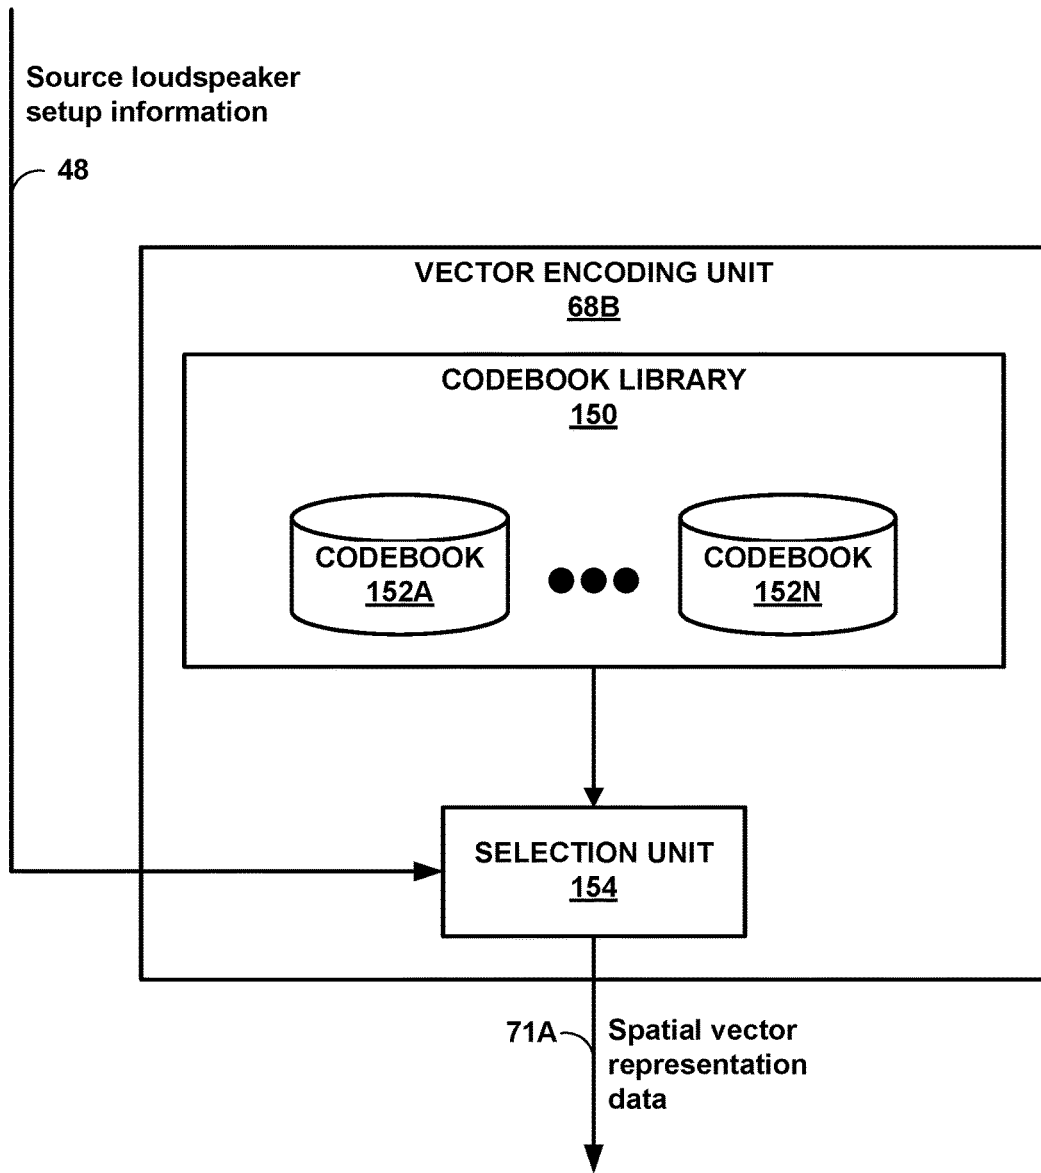 Source loudspeaker
setup information
48
VECTOR ENCODING UNIT
68B
CODEBOOK LIBRARY
150
CODEBOOK
152A
CODEBOOK
152N
SELECTION UNIT
154
71A
Spatial vector
representation
data